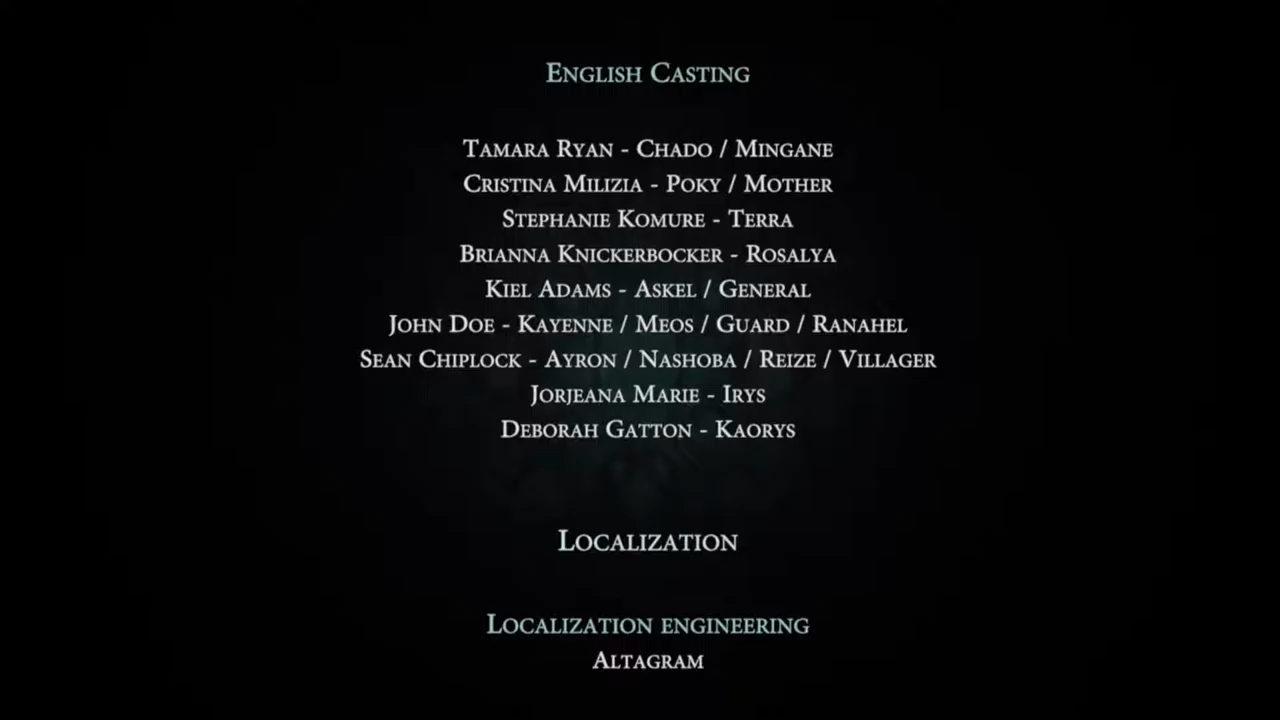 English Casting
Tamara Ryan - Chado / Mingane
Cristina Milizia - Poky / Mother
Stephanie Komure - Terra
Brianna Knickerbocker - Rosalya
Kiel Adams - Askel / General
John Doe - Kayenne / Meos / Guard / Ranahel
Sean Chiplock - Ayron / Nashoba / Reize / Villager
Jorjeana Marie - Irys
Deborah Gatton - Kaorys
Localization
Localization engineering
Altagram